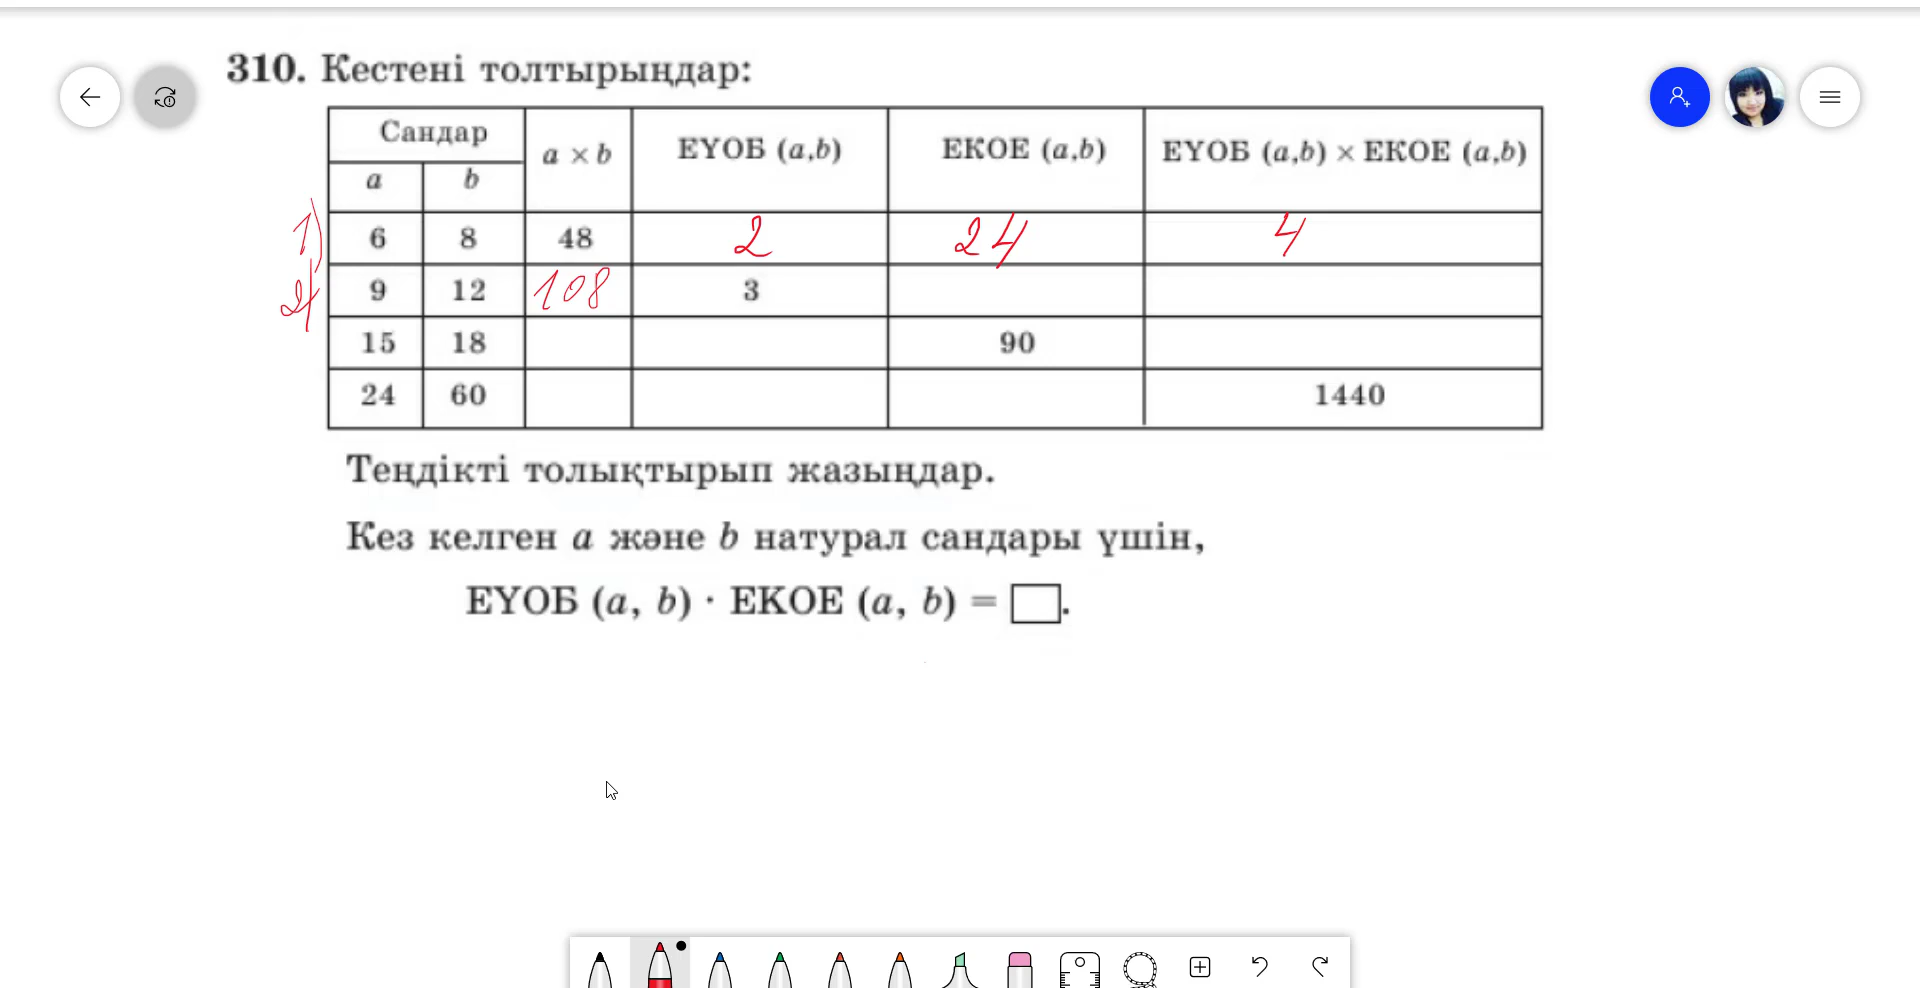 310. Кестені толтырыңдар:
Сандар a × b ЕҮОБ (a,b) ЕКОЕ (a,b) ЕҮОБ (a,b) × ЕКОЕ (a,b)
a b
1) 6 8 48 2 24 4
2) 9 12 108 3
15 18 90
24 60 1440
Теңдікті толықтырып жазыңдар.
Кез келген a және b натурал сандары үшін,
ЕҮОБ (a, b) · ЕКОЕ (a, b) = □.